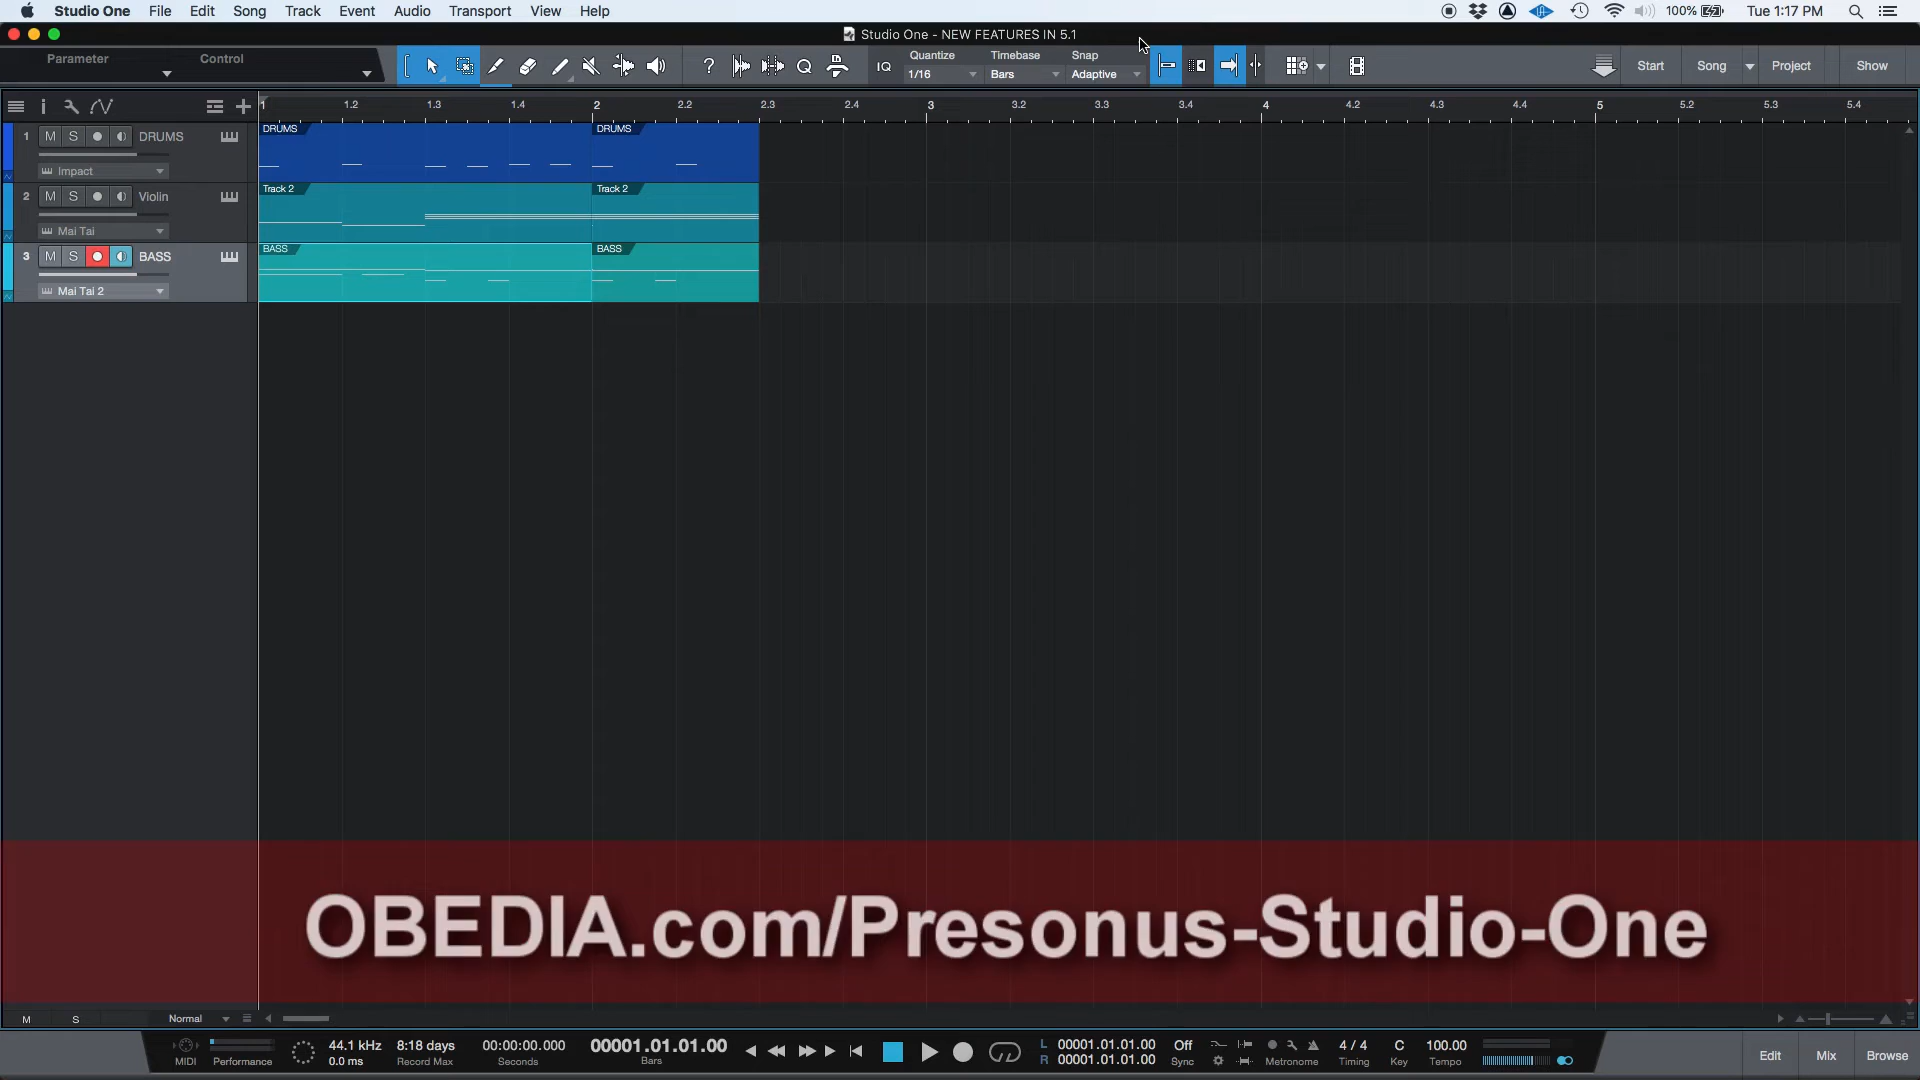 Studio One File Edit Song Track Event Audio Transport View Help 100% Tue 1:17 PM
Studio One - NEW FEATURES IN 5.1
Parameter Control
? Q IQ
Quantize Timebase Snap
1/16 Bars Adaptive
Start Song Project Show
i 1 1.2 1.3 1.4 2 2.2 2.3 2.4 3 3.2 3.3 3.4 4 4.2 4.3 4.4 5 5.2 5.3 5.4
1 M S DRUMS
Impact
DRUMS DRUMS
2 M S Violin
Mai Tai
Track 2 Track 2
3 M S BASS
Mai Tai 2
BASS BASS
OBEDIA.com/Presonus-Studio-One
M S Normal
MIDI Performance
44.1 kHz 8:18 days 00:00:00.000 00001.01.01.00
0.0 ms Record Max Seconds Bars
L 00001.01.01.00 Off 4 / 4 C 100.00
R 00001.01.01.00 Sync Metronome Timing Key Tempo
Edit Mix Browse